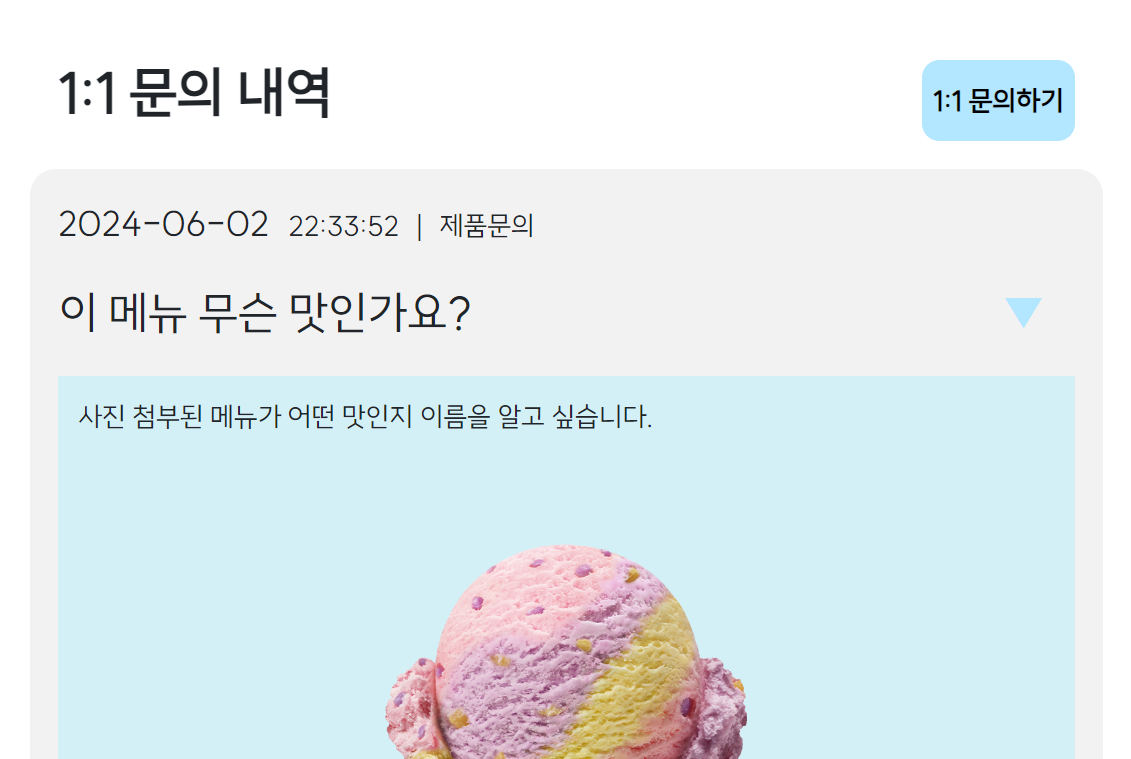 1:1 문의 내역
1:1 문의하기
2024-06-02 22:33:52 | 제품문의
이 메뉴 무슨 맛인가요?
사진 첨부된 메뉴가 어떤 맛인지 이름을 알고 싶습니다.